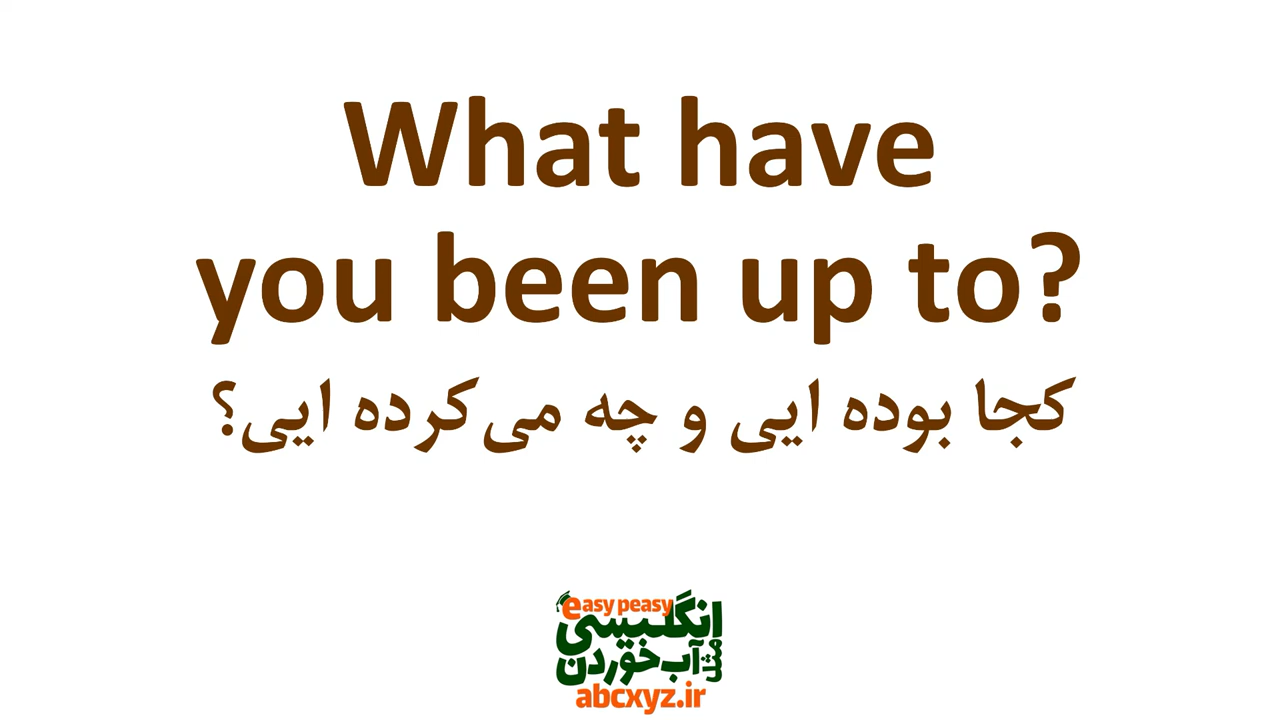 What have
you been up to?
کجا بوده ایی و چه می‌کرده ایی؟
easy peasy
انگلیسی
مثل آب خوردن
abcxyz.ir